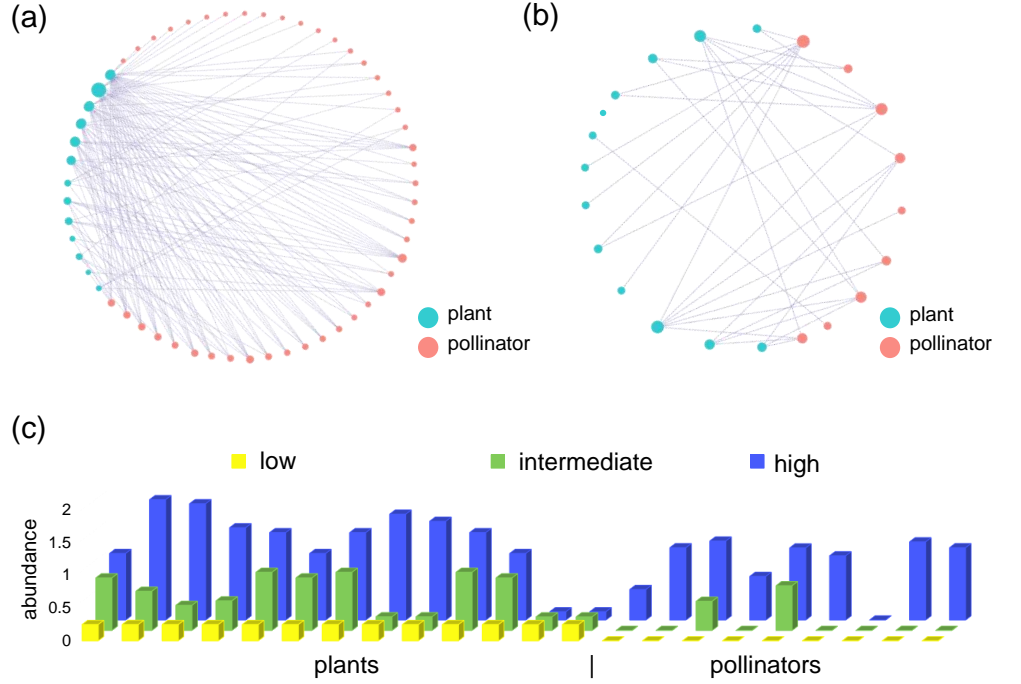 (a)
(b)
plant
pollinator
plant
pollinator
(c)
low
intermediate
high
abundance
2
1.5
1
0.5
0
plants | pollinators